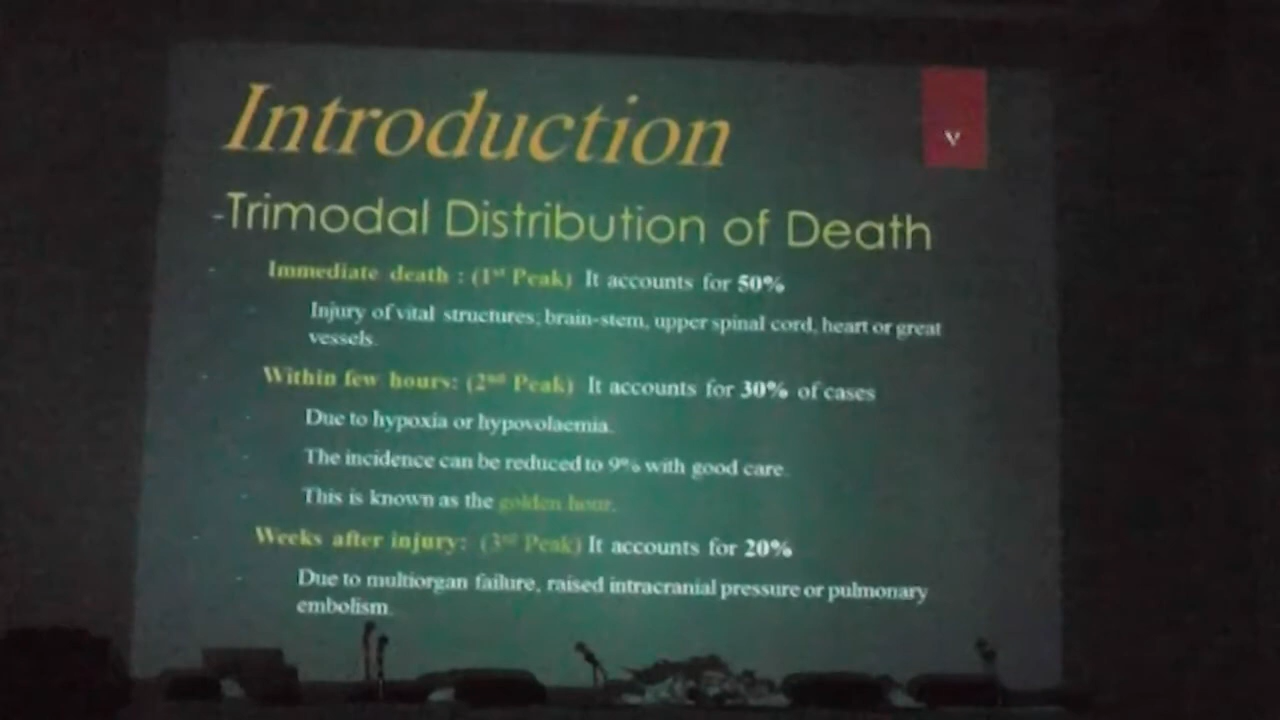 Introduction
v
-Trimodal Distribution of Death
- Immediate death : (1st Peak) It accounts for 50%
- Injury of vital structures; brain-stem, upper spinal cord, heart or great
vessels.
- Within few hours: (2nd Peak) It accounts for 30% of cases
- Due to hypoxia or hypovolaemia.
- The incidence can be reduced to 9% with good care.
- This is known as the golden hour.
- Weeks after injury: (3rd Peak) It accounts for 20%
- Due to multiorgan failure, raised intracranial pressure or pulmonary
embolism.